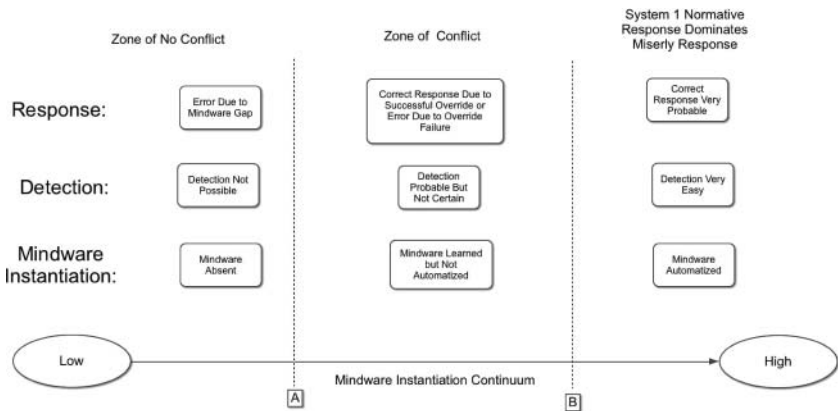 Zone of No Conflict
Zone of Conflict
System 1 Normative
Response Dominates
Miserly Response
Response:
Error Due to
Mindware Gap
Correct Response Due to
Successful Override or
Error Due to Override
Failure
Correct
Response Very
Probable
Detection:
Detection Not
Possible
Detection
Probable But
Not Certain
Detection Very
Easy
Mindware
Instantiation:
Mindware
Absent
Mindware Learned
but Not
Automatized
Mindware
Automatized
Low
High
Mindware Instantiation Continuum
A
B